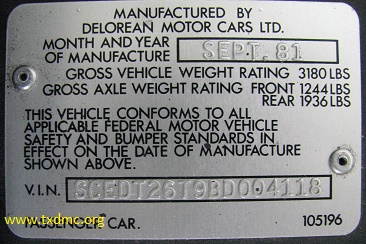 MANUFACTURED BY
DELOREAN MOTOR CARS LTD.
MONTH AND YEAR
OF MANUFACTURE SEPT. 81
GROSS VEHICLE WEIGHT RATING 3180 LBS
GROSS AXLE WEIGHT RATING FRONT 1244 LBS
REAR 1936 LBS
THIS VEHICLE CONFORMS TO ALL
APPLICABLE FEDERAL MOTOR VEHICLE
SAFETY AND BUMPER STANDARDS IN
EFFECT ON THE DATE OF MANUFACTURE
SHOWN ABOVE.
V.I.N. SCEDT26T9BD004118
www.txdmc.org
PASSENGER CAR. 105196